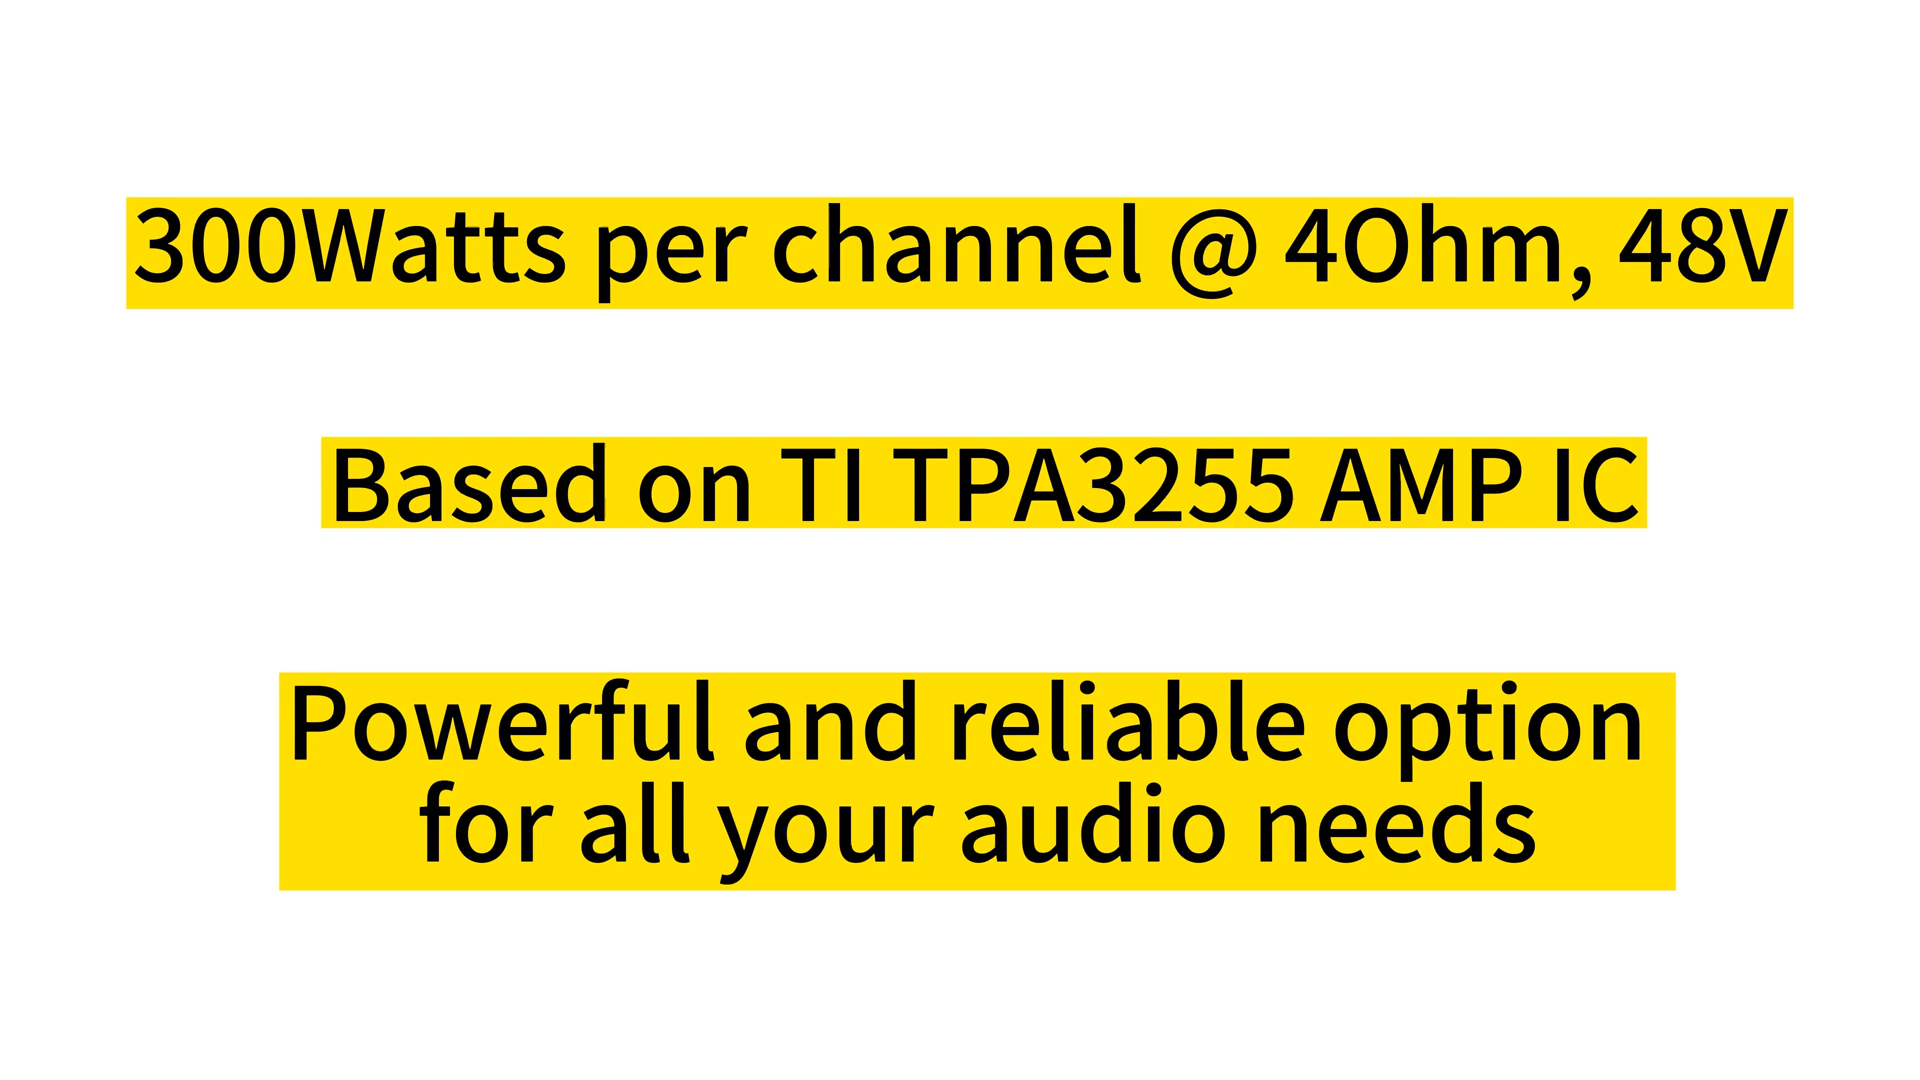 300Watts per channel @ 4Ohm, 48V
Based on TI TPA3255 AMP IC
Powerful and reliable option
for all your audio needs